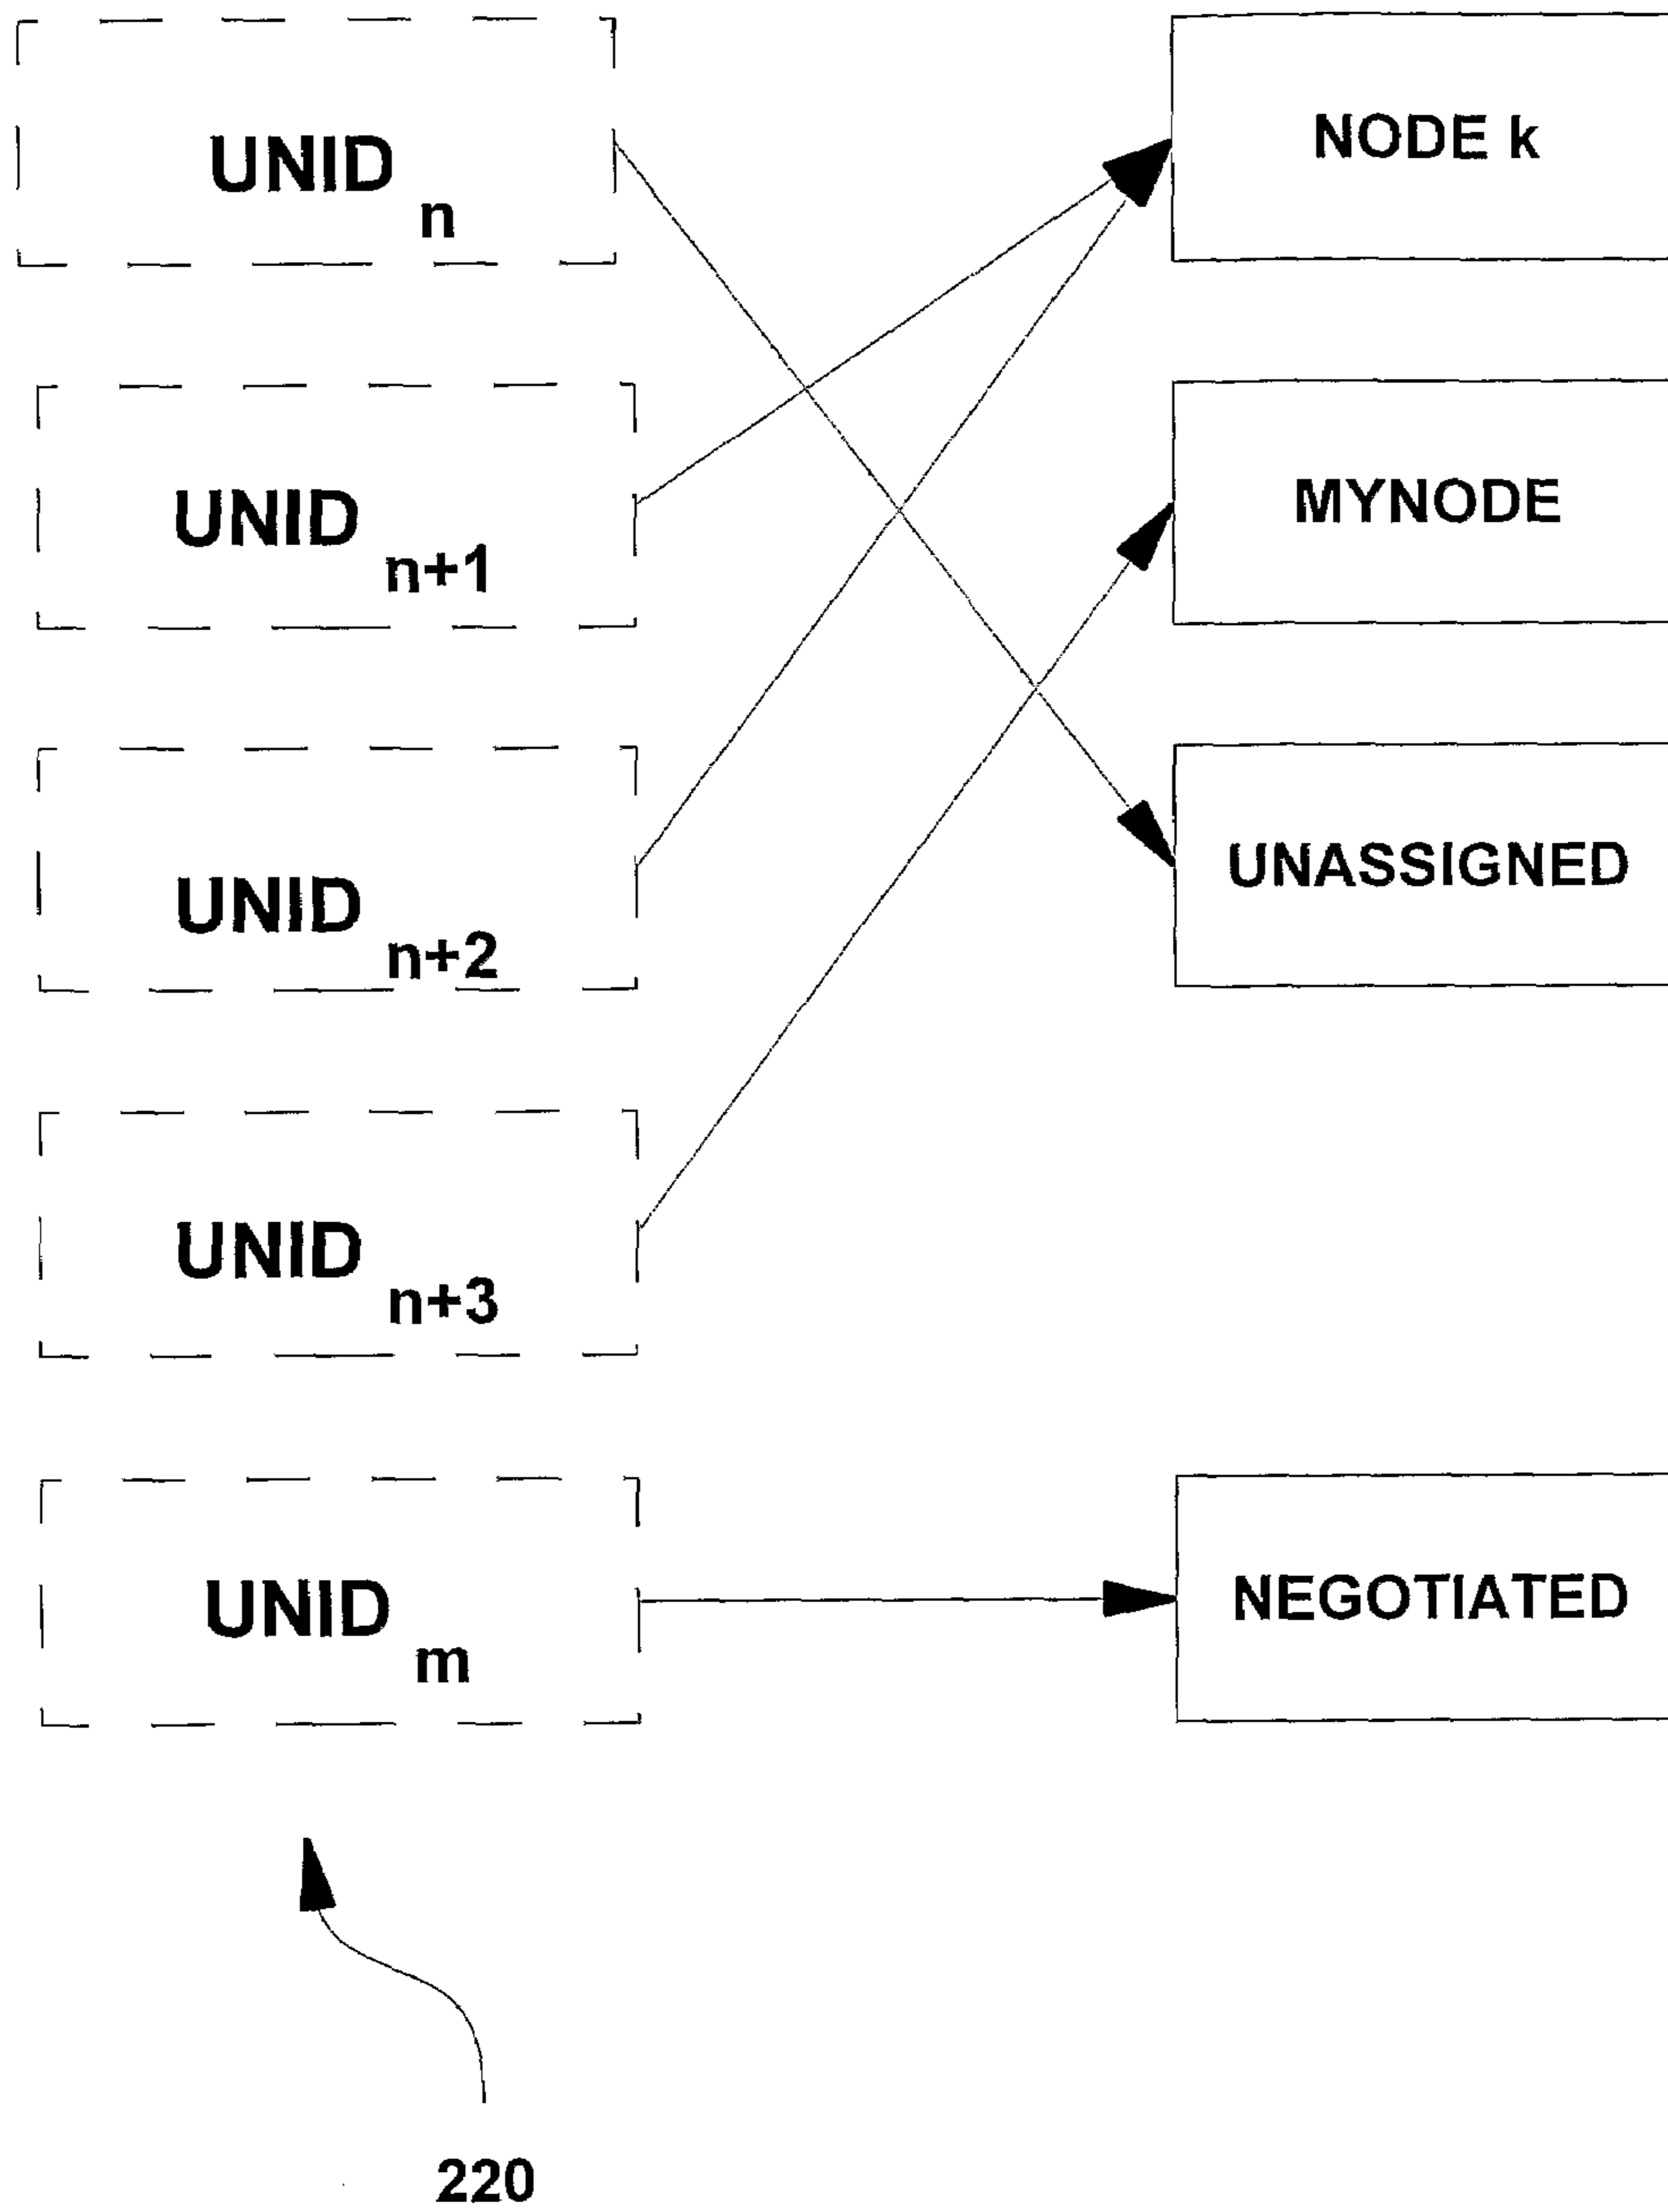 UNID n
NODE k
UNID n+1
MYNODE
UNID n+2
UNASSIGNED
UNID n+3
UNID m
NEGOTIATED
220